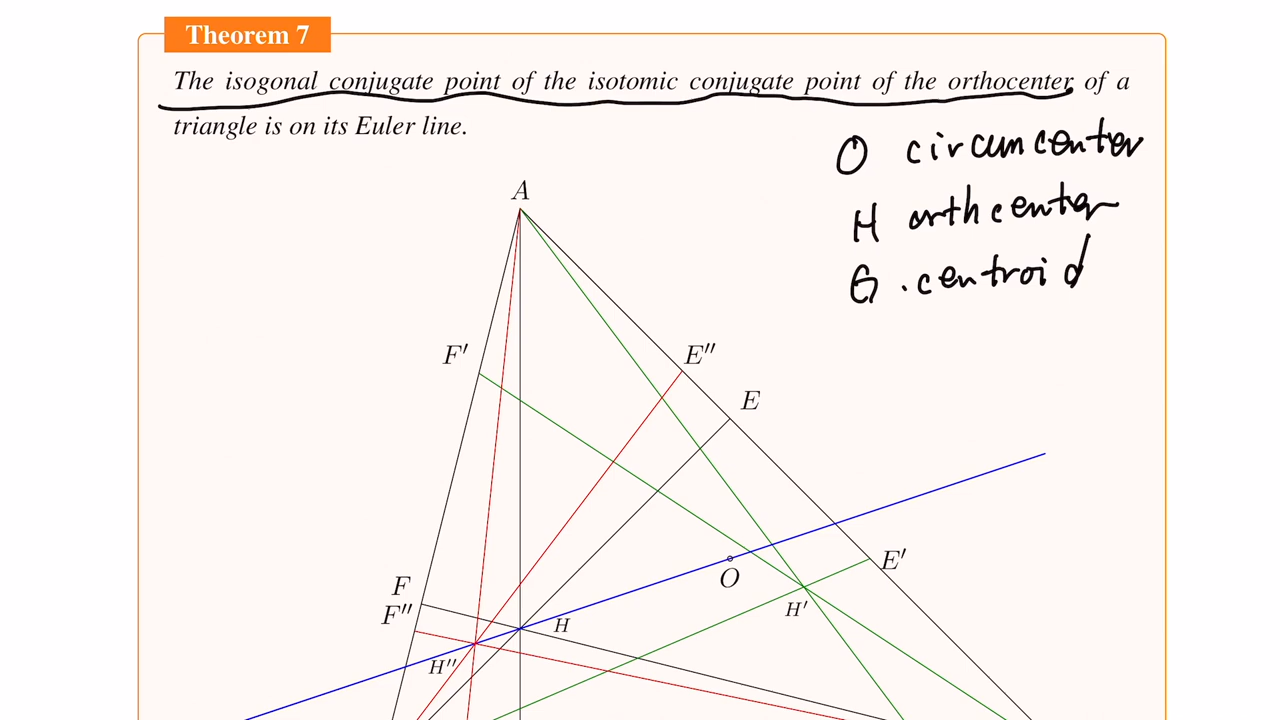 Theorem 7
The isogonal conjugate point of the isotomic conjugate point of the orthocenter of a
triangle is on its Euler line.
O circumcenter
H orthcenter
G . centroid
A
F′
E″
E
E′
O
F
F″
H
H′
H″